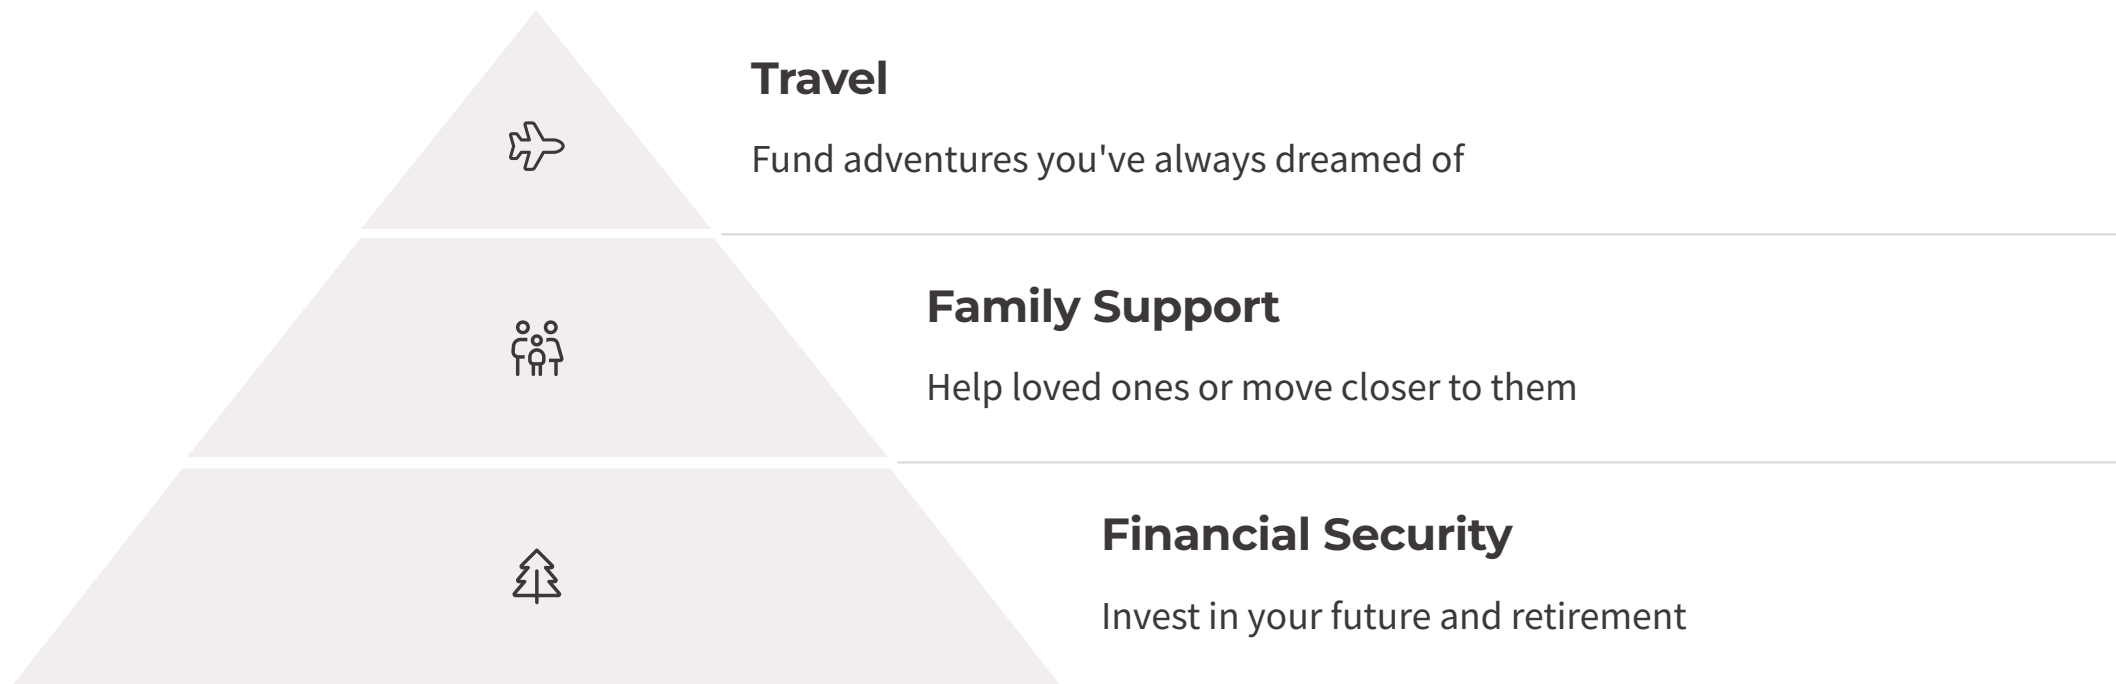 Travel
Fund adventures you've always dreamed of
Family Support
Help loved ones or move closer to them
Financial Security
Invest in your future and retirement